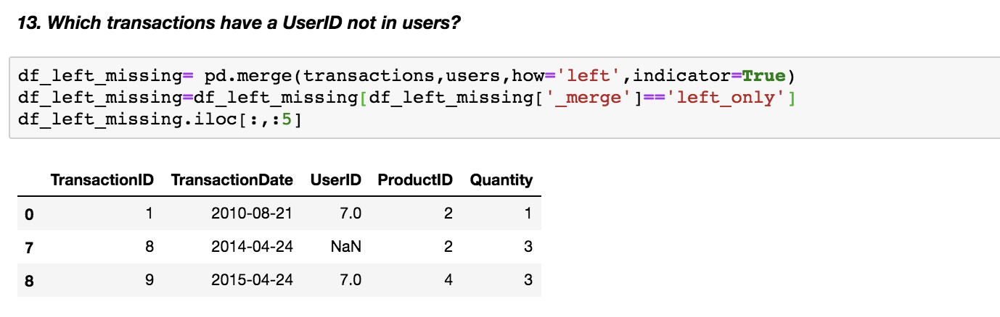 13. Which transactions have a UserID not in users?
df_left_missing= pd.merge(transactions,users,how='left',indicator=True)
df_left_missing=df_left_missing[df_left_missing['_merge']=='left_only']
df_left_missing.iloc[:,:5]
TransactionID TransactionDate UserID ProductID Quantity
0 1 2010-08-21 7.0 2 1
7 8 2014-04-24 NaN 2 3
8 9 2015-04-24 7.0 4 3